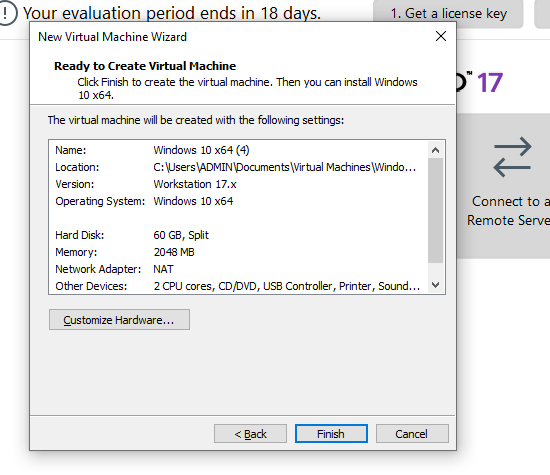 Your evaluation period ends in 18 days.
1. Get a license key
New Virtual Machine Wizard
Ready to Create Virtual Machine
Click Finish to create the virtual machine. Then you can install Windows
10 x64.
™ 17
The virtual machine will be created with the following settings:
Name: Windows 10 x64 (4)
Location: C:\Users\ADMIN\Documents\Virtual Machines\Windo...
Version: Workstation 17.x
Operating System: Windows 10 x64
Hard Disk: 60 GB, Split
Memory: 2048 MB
Network Adapter: NAT
Other Devices: 2 CPU cores, CD/DVD, USB Controller, Printer, Sound...
Connect to a
Remote Serve
Customize Hardware...
< Back
Finish
Cancel